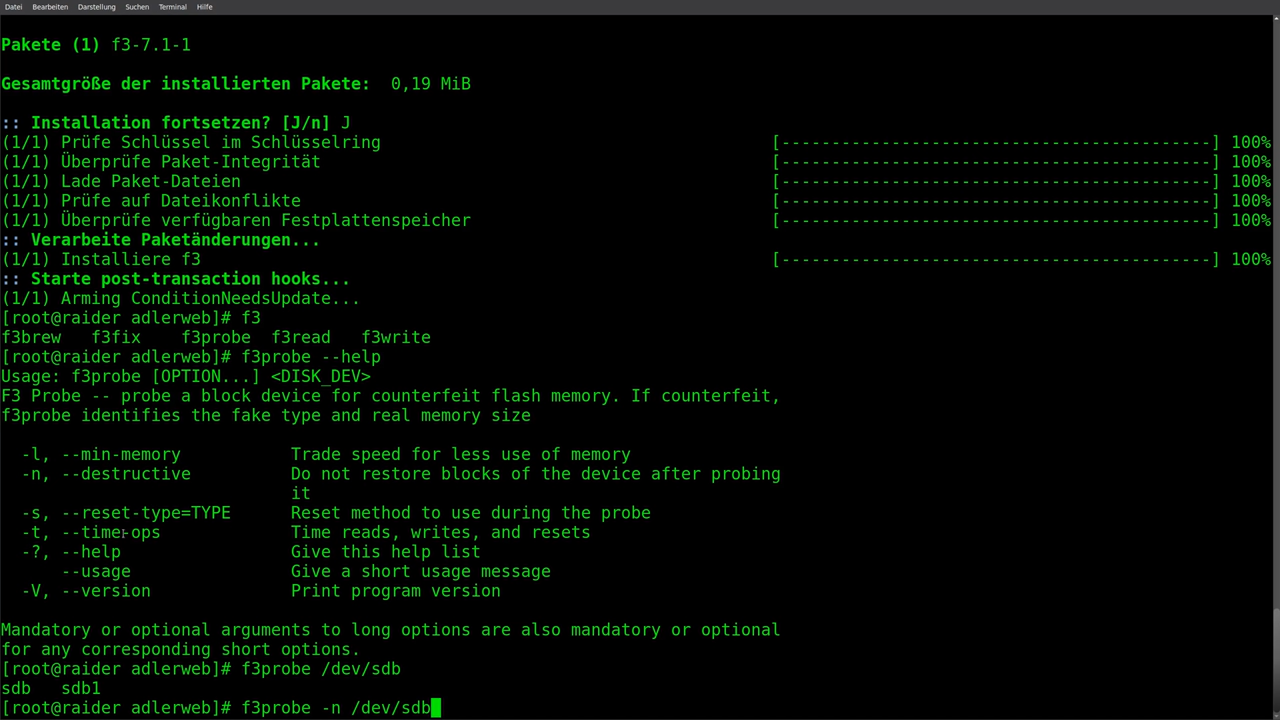 Datei Bearbeiten Darstellung Suchen Terminal Hilfe
Pakete (1) f3-7.1-1
Gesamtgröße der installierten Pakete:  0,19 MiB
:: Installation fortsetzen? [J/n] J
(1/1) Prüfe Schlüssel im Schlüsselring [-------------------------------------------] 100%
(1/1) Überprüfe Paket-Integrität [-------------------------------------------] 100%
(1/1) Lade Paket-Dateien [-------------------------------------------] 100%
(1/1) Prüfe auf Dateikonflikte [-------------------------------------------] 100%
(1/1) Überprüfe verfügbaren Festplattenspeicher [-------------------------------------------] 100%
:: Verarbeite Paketänderungen...
(1/1) Installiere f3 [-------------------------------------------] 100%
:: Starte post-transaction hooks...
(1/1) Arming ConditionNeedsUpdate...
[root@raider adlerweb]# f3
f3brew   f3fix    f3probe  f3read   f3write
[root@raider adlerweb]# f3probe --help
Usage: f3probe [OPTION...] <DISK_DEV>
F3 Probe -- probe a block device for counterfeit flash memory. If counterfeit,
f3probe identifies the fake type and real memory size
  -l, --min-memory           Trade speed for less use of memory
  -n, --destructive          Do not restore blocks of the device after probing
                             it
  -s, --reset-type=TYPE      Reset method to use during the probe
  -t, --time-ops             Time reads, writes, and resets
  -?, --help                 Give this help list
      --usage                Give a short usage message
  -V, --version              Print program version
Mandatory or optional arguments to long options are also mandatory or optional
for any corresponding short options.
[root@raider adlerweb]# f3probe /dev/sdb
sdb   sdb1
[root@raider adlerweb]# f3probe -n /dev/sdb